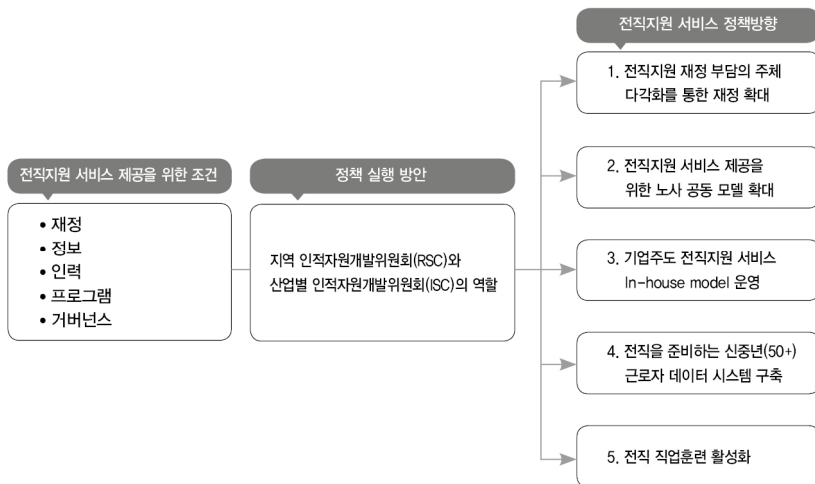 전직지원 서비스 제공을 위한 조건
• 재정
• 정보
• 인력
• 프로그램
• 거버넌스
정책 실행 방안
지역 인적자원개발위원회(RSC)와
산업별 인적자원개발위원회(ISC)의 역할
전직지원 서비스 정책방향
1. 전직지원 재정 부담의 주체
다각화를 통한 재정 확대
2. 전직지원 서비스 제공을
위한 노사 공동 모델 확대
3. 기업주도 전직지원 서비스
In-house model 운영
4. 전직을 준비하는 신중년(50+)
근로자 데이터 시스템 구축
5. 전직 직업훈련 활성화